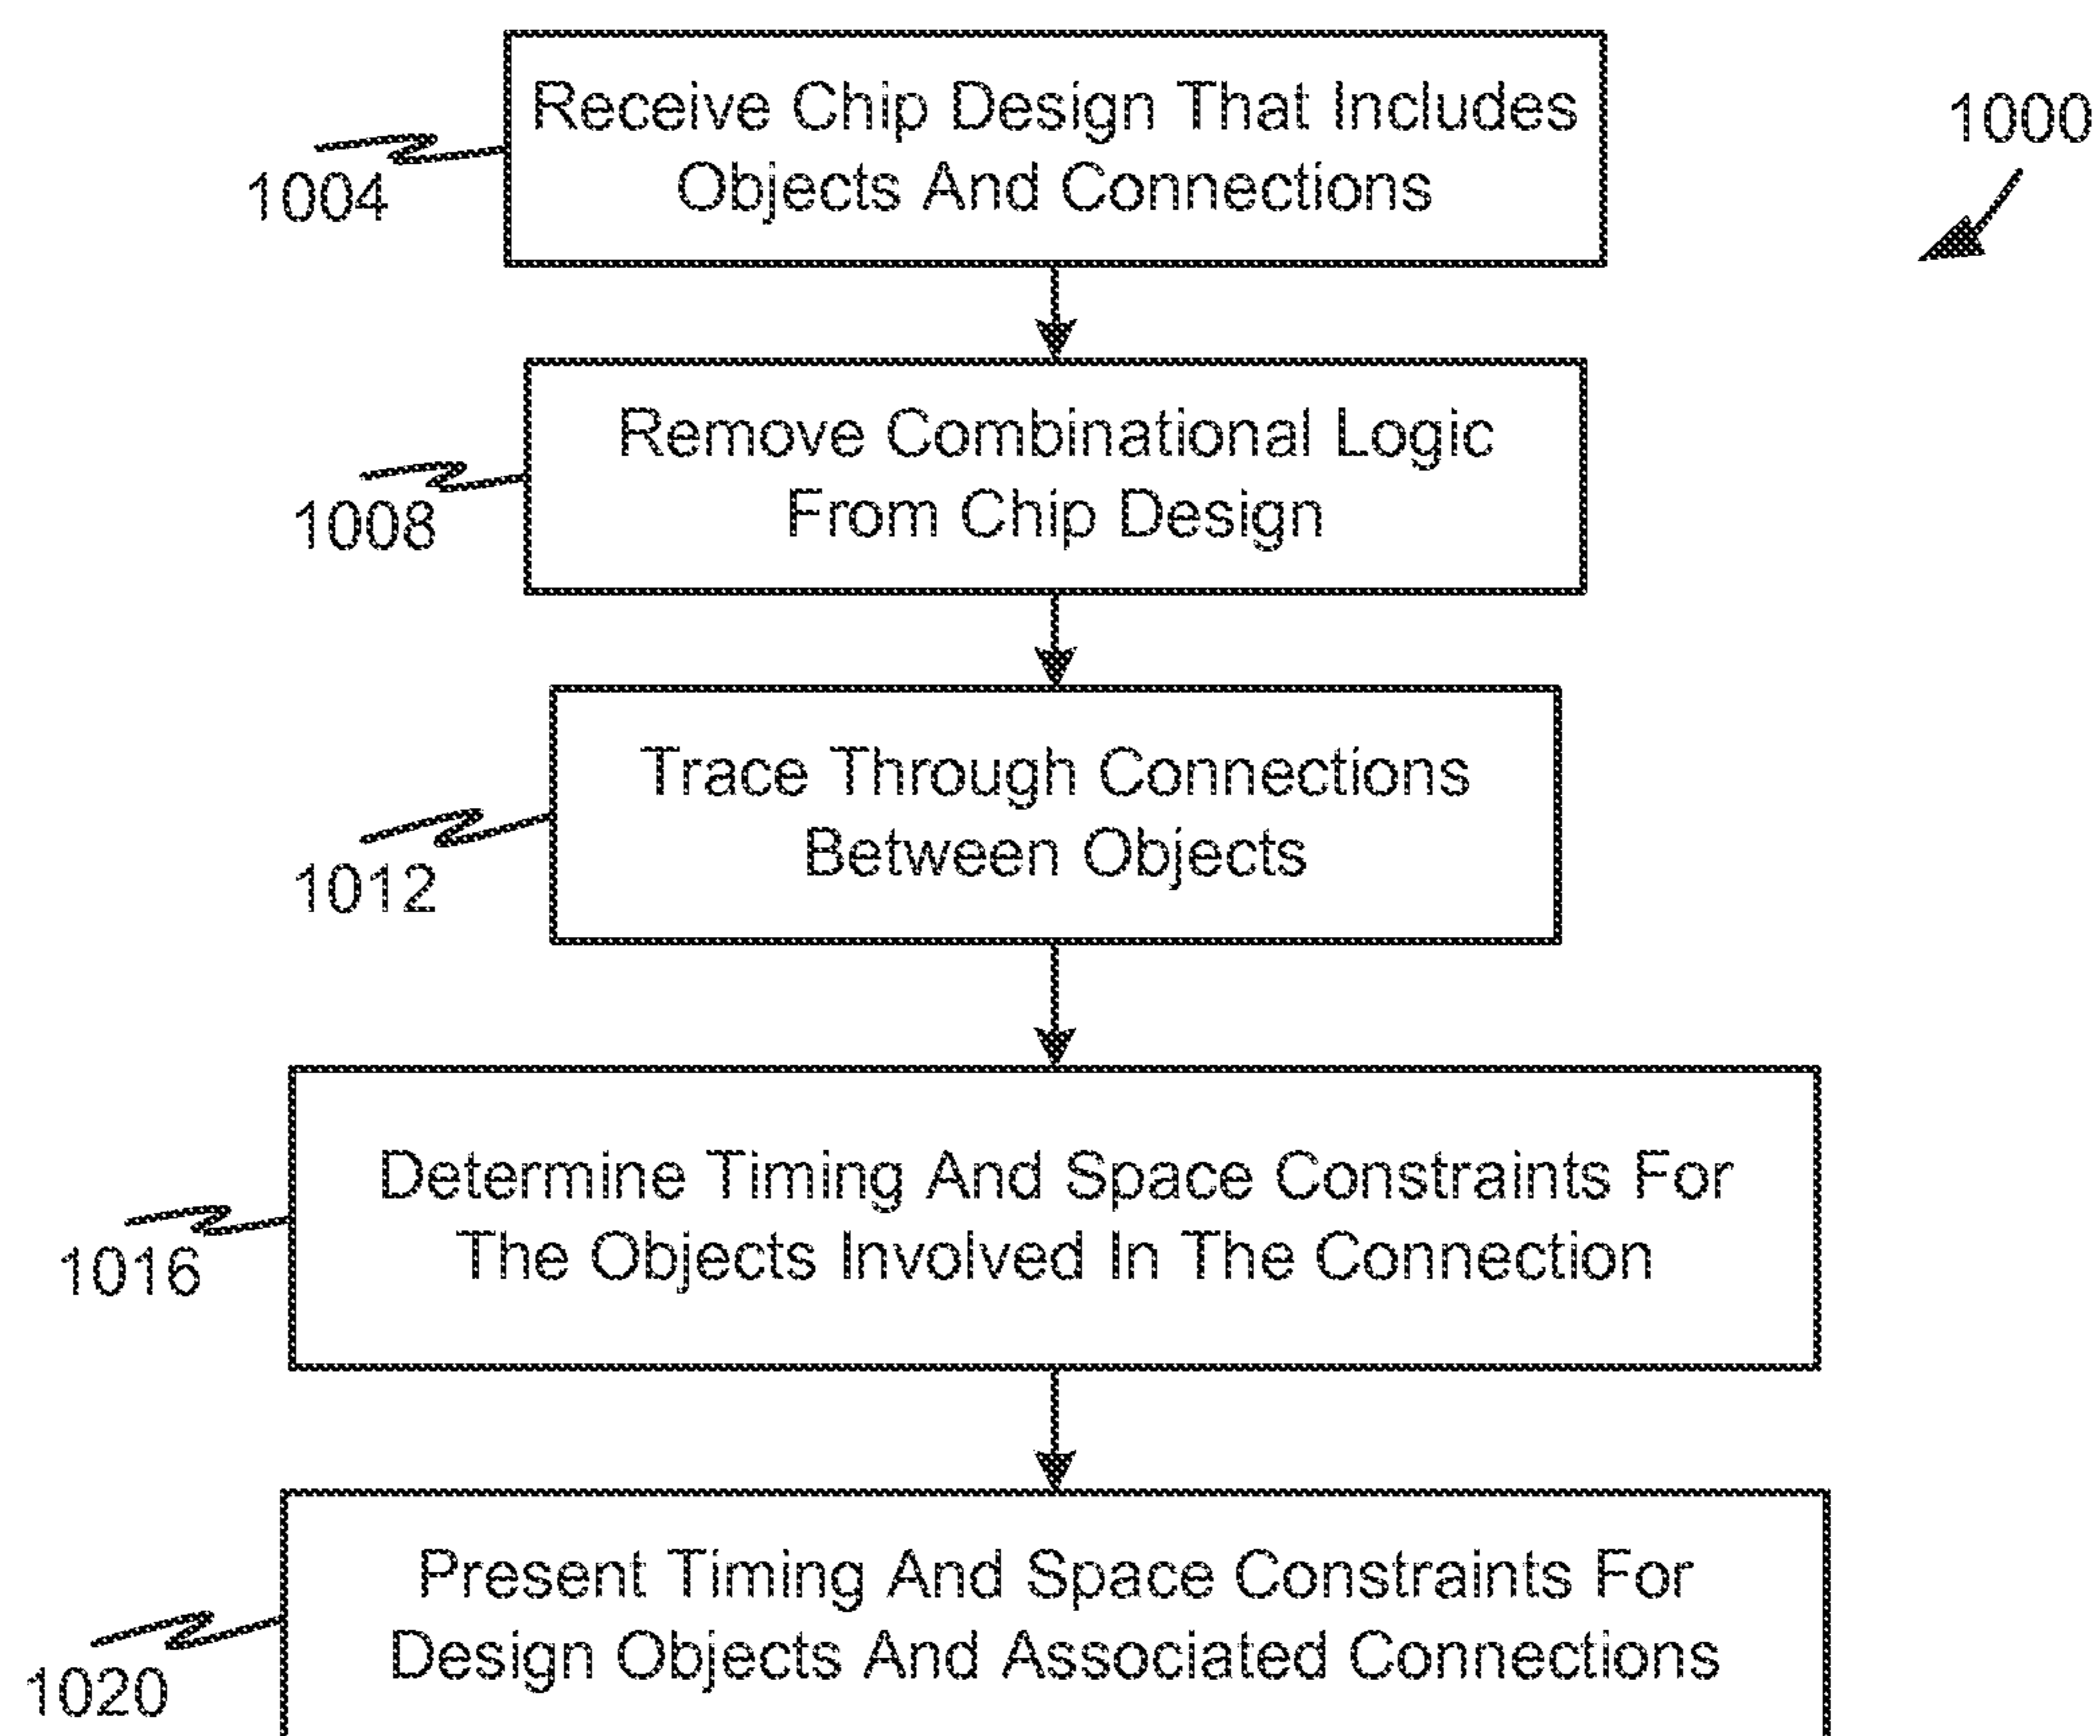 Receive Chip Design That Includes
Objects And Connections
1000
1004
Remove Combinational Logic
From Chip Design
1008
Trace Through Connections
Between Objects
1012
Determine Timing And Space Constraints For
The Objects Involved In The Connection
1016
Present Timing And Space Constraints For
Design Objects And Associated Connections
1020